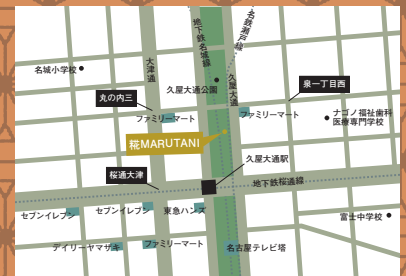 名鉄瀬戸線
地下鉄名城線
大津通
名城小学校
久屋大通公園
久屋大通
泉一丁目西
丸の内三
ファミリーマート
ファミリーマート
ナゴノ福祉歯科
医療専門学校
糀MARUTANI
久屋大通駅
桜通大津
地下鉄桜通線
セブンイレブン
セブンイレブン
東急ハンズ
富士中学校
デイリーヤマザキ
ファミリーマート
名古屋テレビ塔